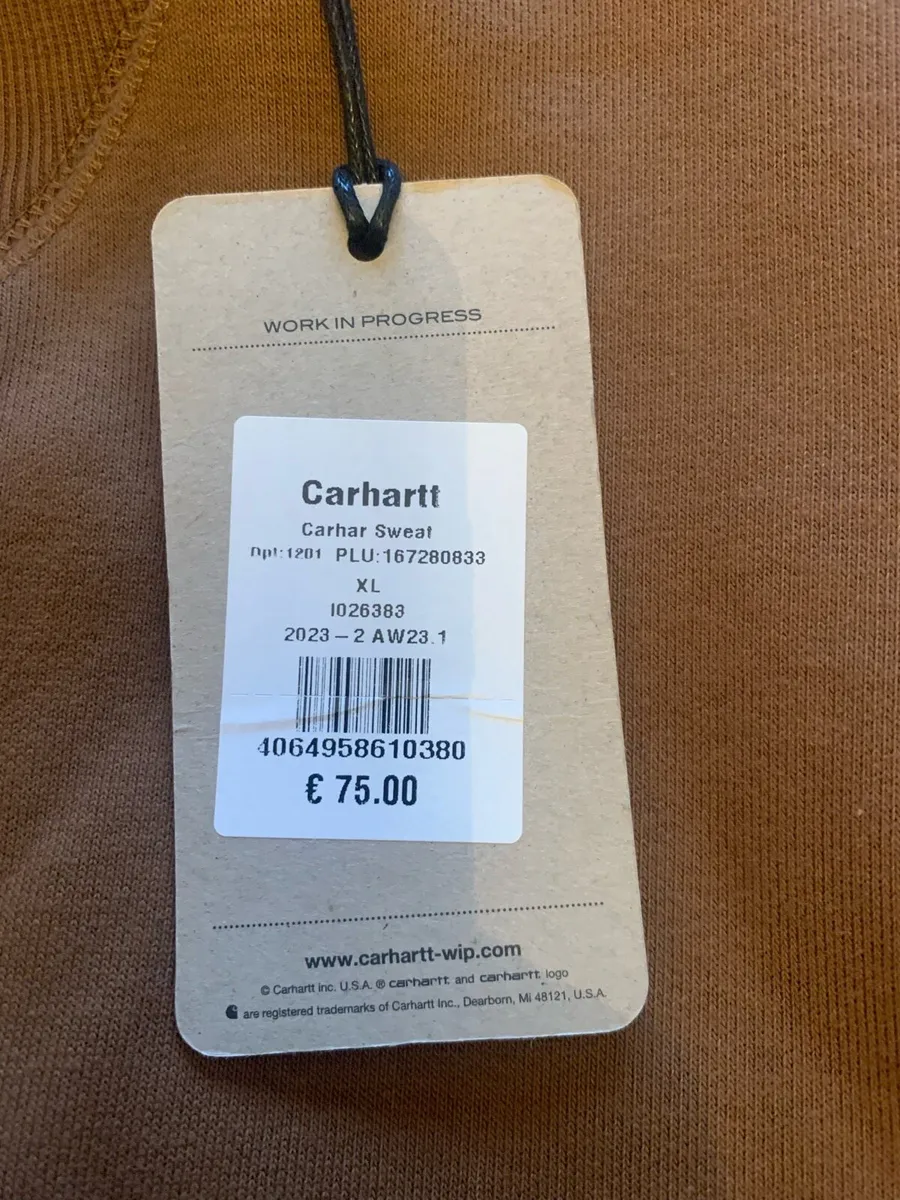 WORK IN PROGRESS
Carhartt
Carhar Sweat
Dpt:1201 PLU:167280833
XL
I026383
2023-2 AW23.1
4064958610380
€ 75.00
www.carhartt-wip.com
© Carhartt inc. U.S.A. ® carhartt and carhartt logo
are registered trademarks of Carhartt Inc., Dearborn, Mi 48121, U.S.A.